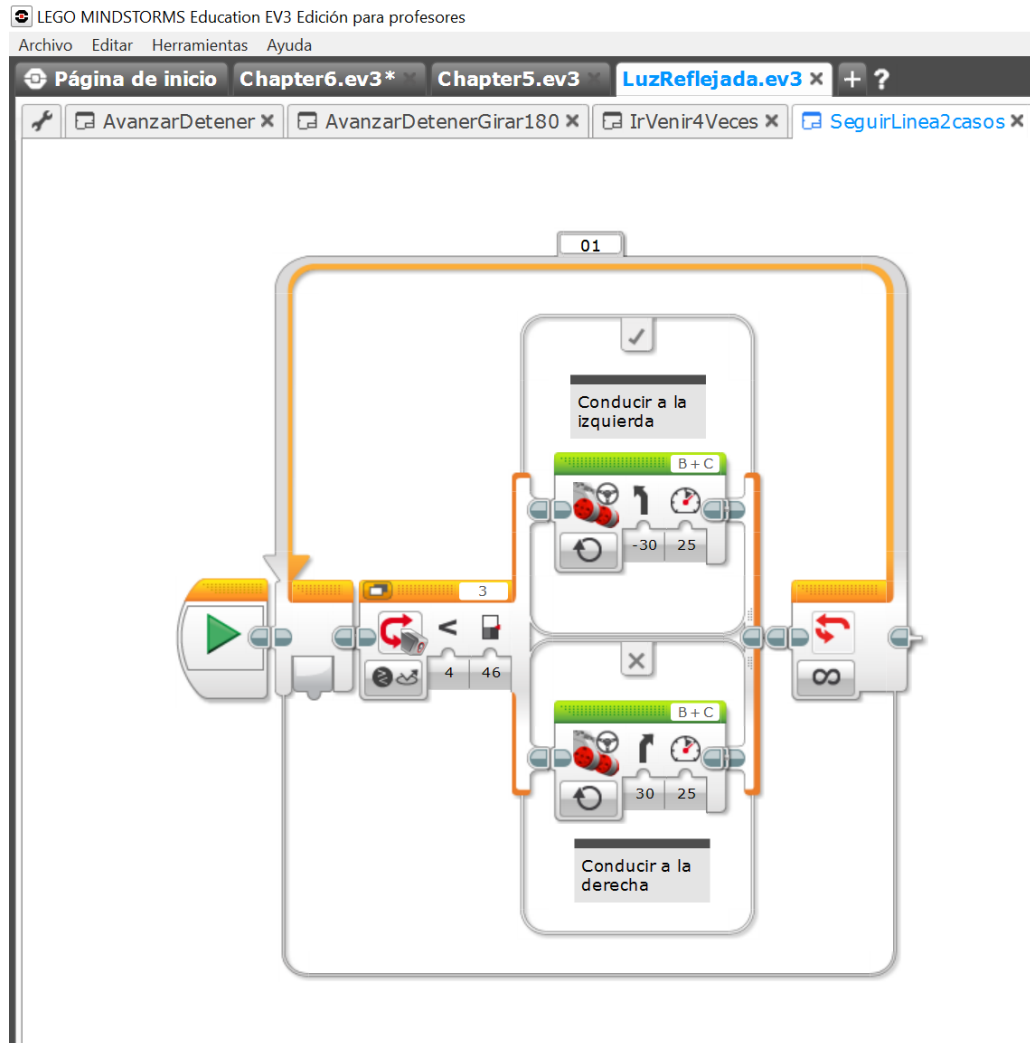 LEGO MINDSTORMS Education EV3 Edición para profesores
Archivo Editar Herramientas Ayuda
Página de inicio Chapter6.ev3* Chapter5.ev3 LuzReflejada.ev3 + ?
AvanzarDetener AvanzarDetenerGirar180 IrVenir4Veces SeguirLinea2casos
01
Conducir a la
izquierda
B+C
-30 25
3
<
4 46
∞
B+C
30 25
Conducir a la
derecha